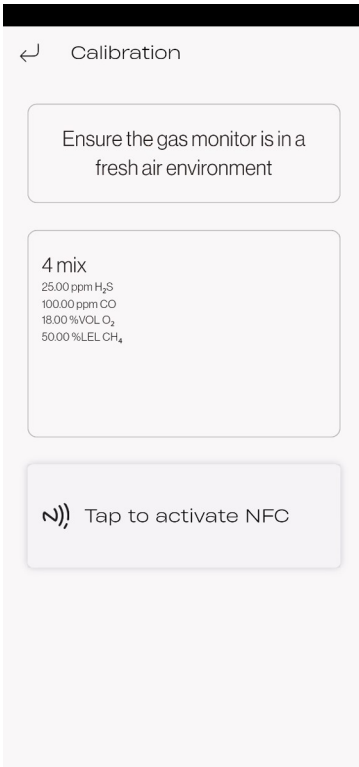 Calibration
Ensure the gas monitor is in a
fresh air environment
4 mix
25.00 ppm H₂S
100.00 ppm CO
18.00 %VOL O₂
50.00 %LEL CH₄
Tap to activate NFC